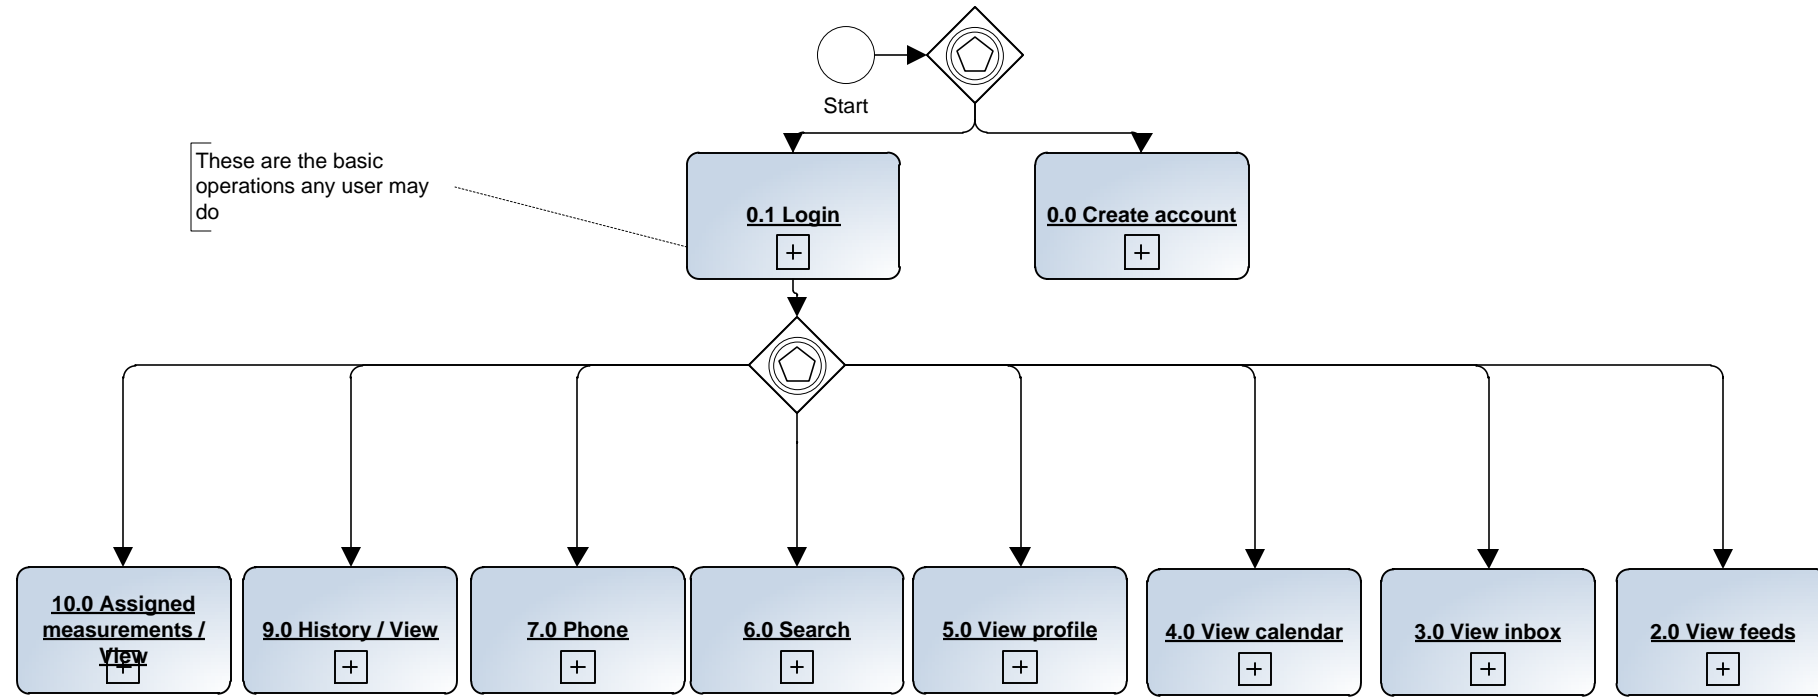 Start
These are the basic
operations any user may
do
0.1 Login
0.0 Create account
10.0 Assigned
measurements /
View
9.0 History / View
7.0 Phone
6.0 Search
5.0 View profile
4.0 View calendar
3.0 View inbox
2.0 View feeds